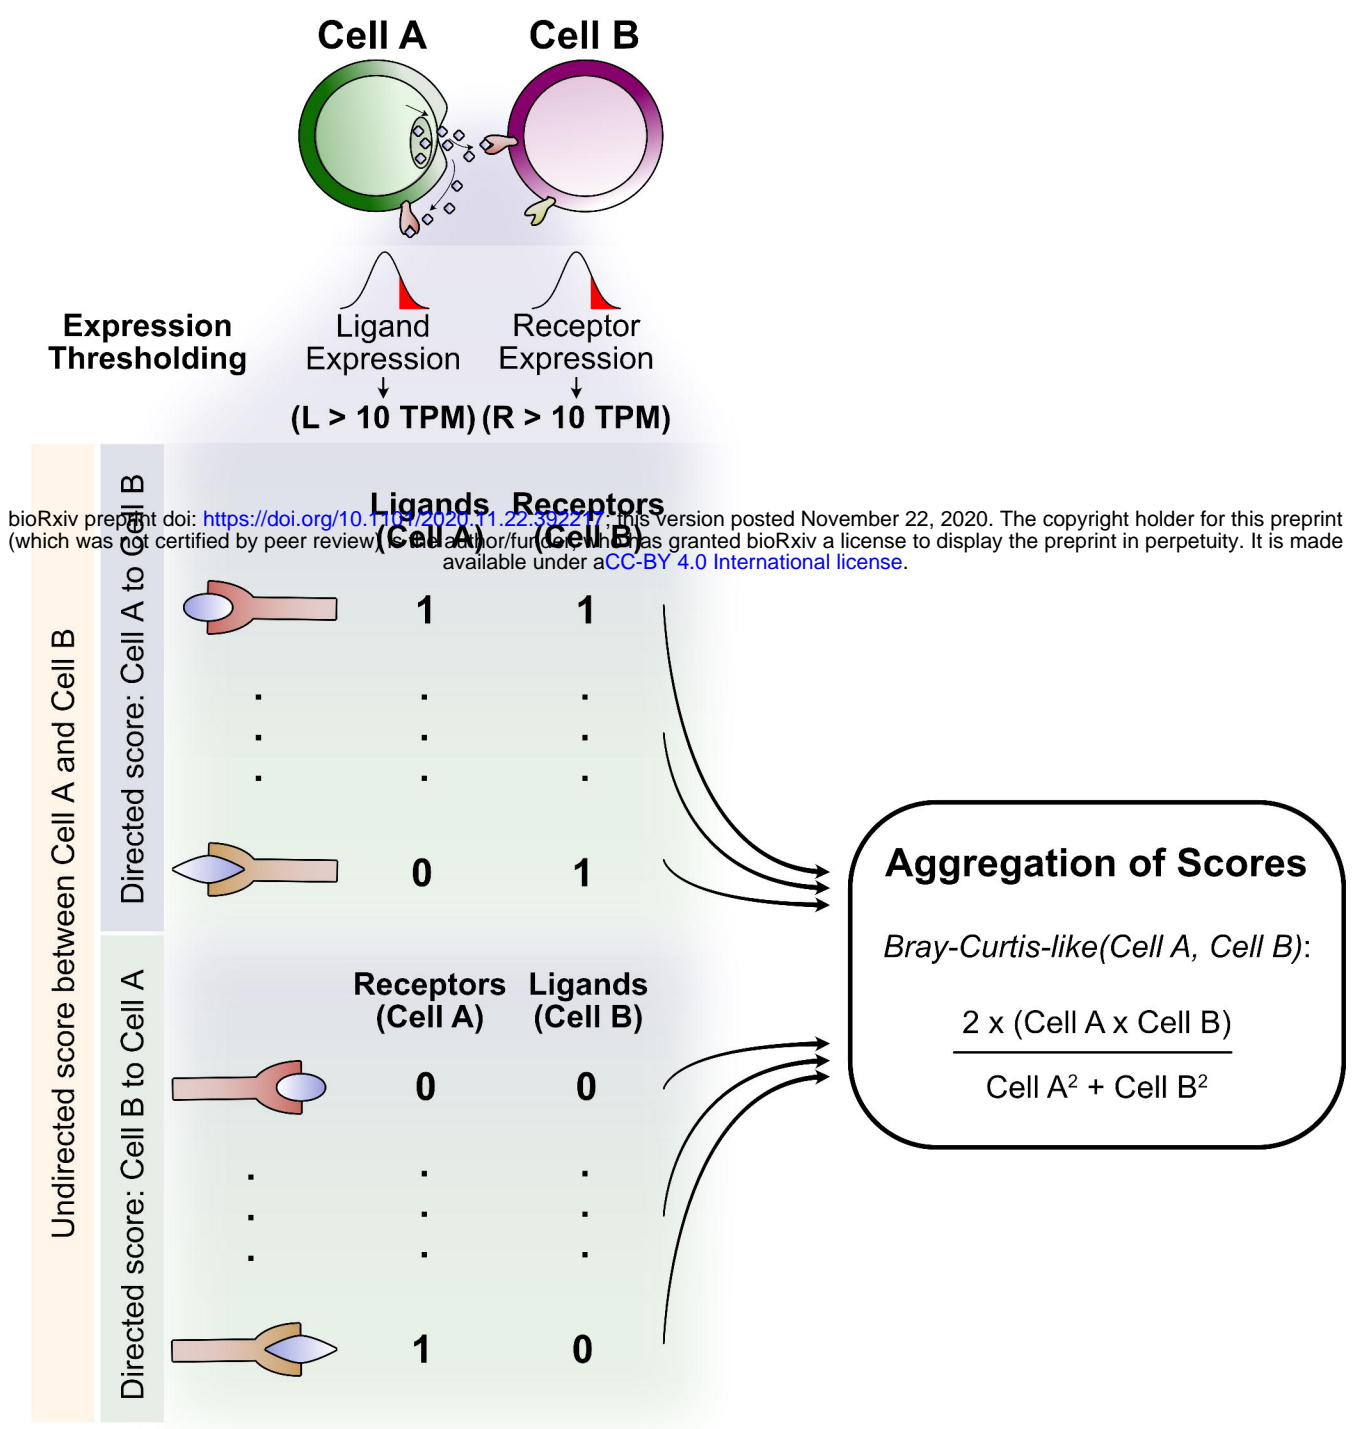 Cell A Cell B
Expression
Thresholding
Ligand
Expression
Receptor
Expression
(L > 10 TPM) (R > 10 TPM)
Undirected score between Cell A and Cell B
Directed score: Cell A to Cell B
Ligands
(Cell A)
Receptors
(Cell B)
bioRxiv preprint doi: https://doi.org/10.1101/2020.11.22.392217; this version posted November 22, 2020. The copyright holder for this preprint
(which was not certified by peer review) is the author/funder, who has granted bioRxiv a license to display the preprint in perpetuity. It is made
available under aCC-BY 4.0 International license.
1 1
. . .
. . .
. . .
0 1
Directed score: Cell B to Cell A
Receptors
(Cell A)
Ligands
(Cell B)
0 0
. . .
. . .
. . .
1 0
Aggregation of Scores
Bray-Curtis-like(Cell A, Cell B):
2 x (Cell A x Cell B)
Cell A² + Cell B²